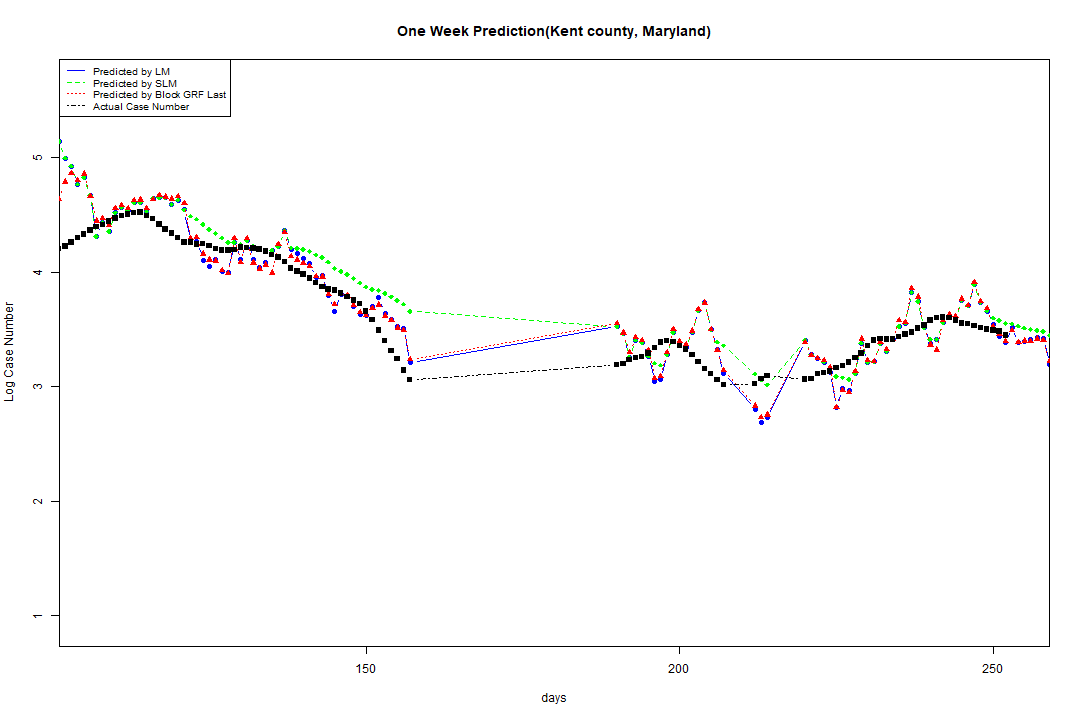 One Week Prediction(Kent county, Maryland)
Predicted by LM
Predicted by SLM
Predicted by Block GRF Last
Actual Case Number
Log Case Number
5
4
3
2
1
150 200 250
days